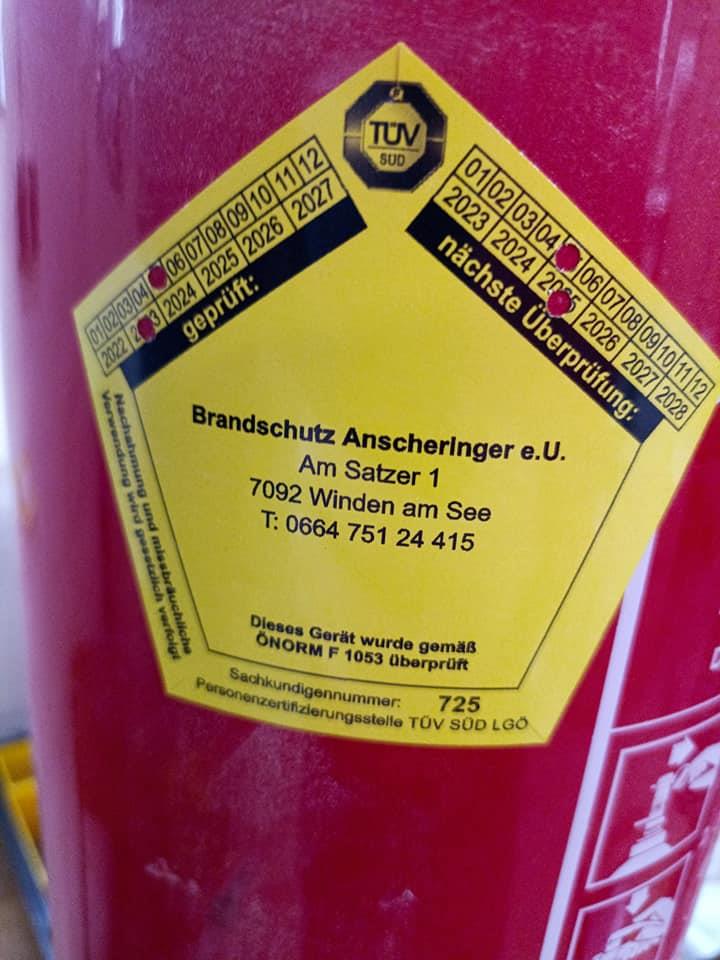 TÜV
SÜD
01 02 03 04 06 07 08 09 10 11 12
2022 2024 2025 2026 2027
geprüft:
01 02 03 04 06 07 08 09 10 11 12
2023 2024 2025 2026 2027 2028
nächste Überprüfung:
Brandschutz Anscheringer e.U.
Am Satzer 1
7092 Winden am See
T: 0664 751 24 415
Nachahmung und missbräuchliche
Verwendung wird gesetzlich verfolgt
Dieses Gerät wurde gemäß
ÖNORM F 1053 überprüft
Sachkundigennummer: 725
Personenzertifizierungsstelle TÜV SÜD LGÖ